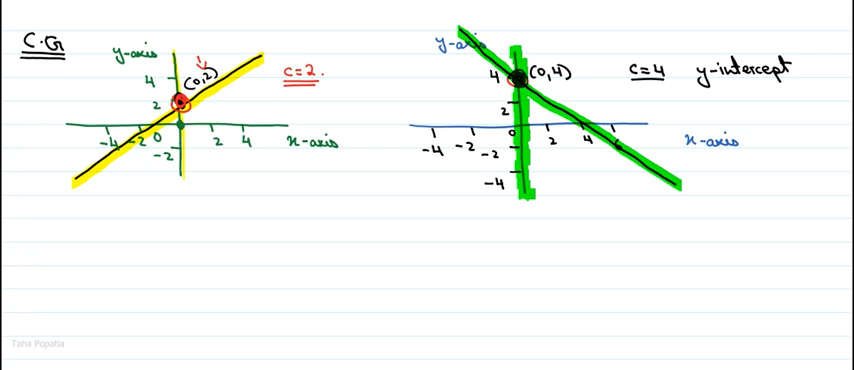 C.G
y-axis
4
2
(0,2)
C=2.
-4
-2
0
2
4
x-axis
-2
y-axis
4
(0,4)
C=4
y-intercept
2
0
-4
-2
2
4
6
x-axis
-2
-4
Taha Popatia